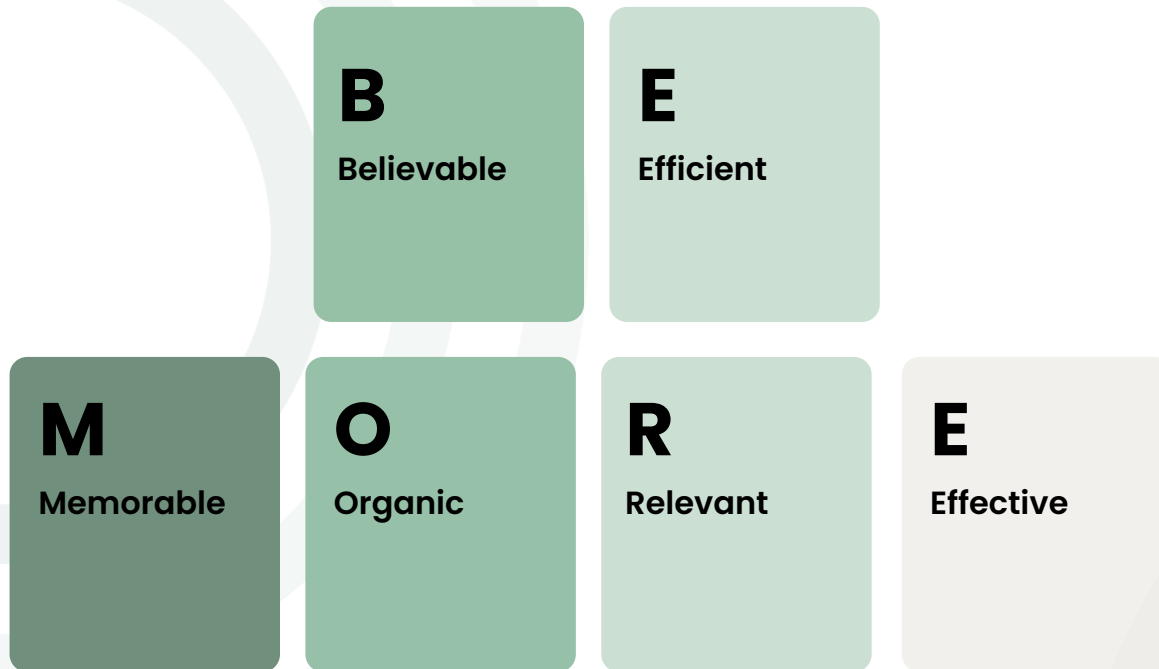 B
Believable
E
Efficient
M
Memorable
O
Organic
R
Relevant
E
Effective